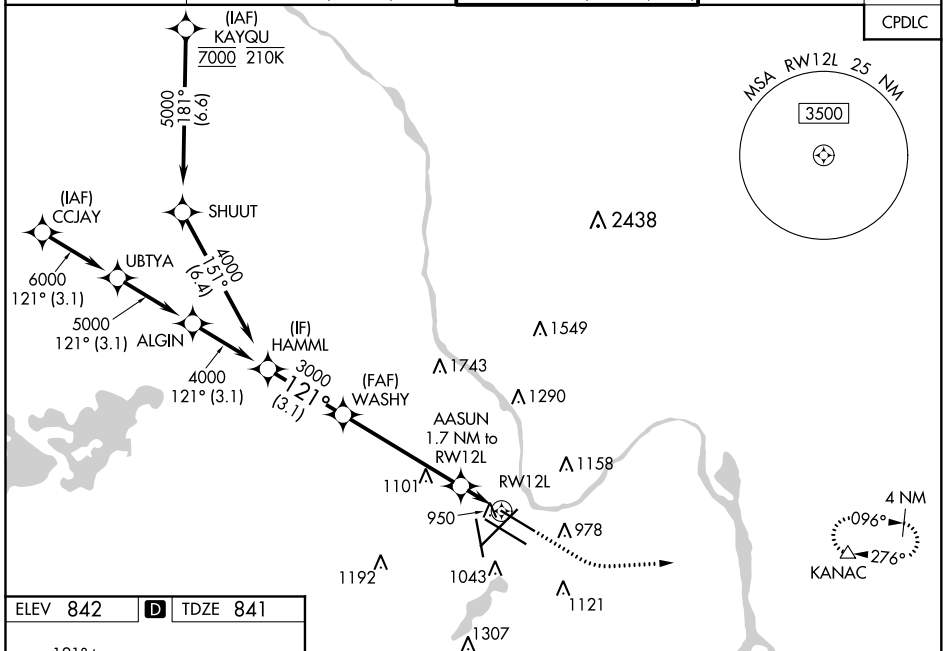 CPDLC
(IAF)
KAYQU
7000 210K
5000
181°
(6.6)
MSA RW12L 25 NM
3500
(IAF)
CCJAY
SHUUT
2438
UBTYA
4000
151°
(6.4)
6000
121° (3.1)
5000
121° (3.1)
ALGIN
(IF)
HAMML
1549
1743
4000
121° (3.1)
3000
121°
(3.1)
(FAF)
WASHY
1290
AASUN
1.7 NM to
RW12L
1158
1101
RW12L
950
978
4 NM
096°
276°
KANAC
1192
1043
1121
ELEV 842 D TDZE 841
1307